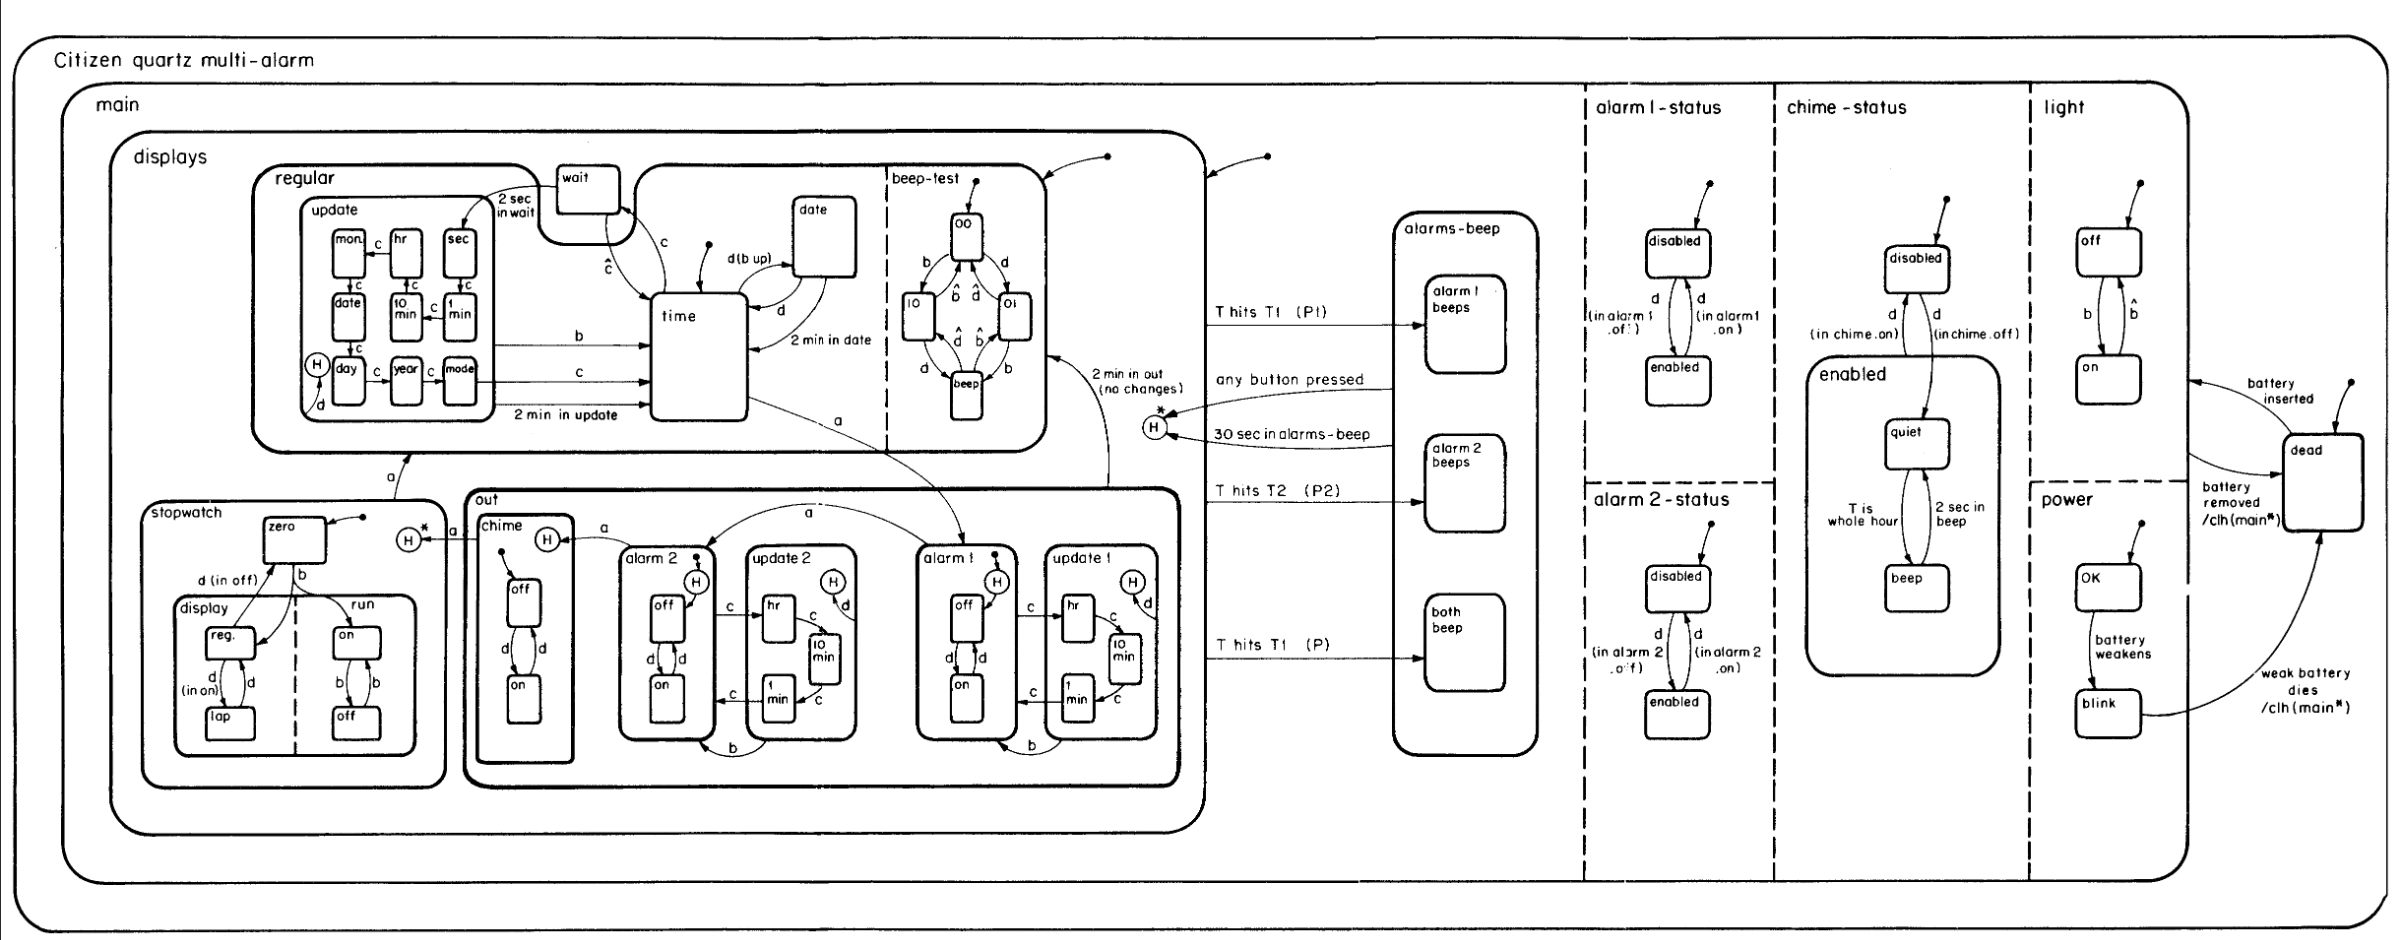 Citizen quartz multi-alarm
main
displays
regular
update
mon.
c
hr
sec
c
c
c
date
10
min
c
1
min
c
H
d
day
c
year
c
mode
wait
2 sec
in wait
ĉ
c
time
d(b up)
date
d
2 min in date
b
c
2 min in update
a
beep-test
00
b
d
b̂
d̂
10
01
d̂
b̂
d
b
beep
2 min in out
(no changes)
a
stopwatch
zero
d (in off)
b
display
run
reg.
on
d
(in on)
d
b
b
lap
off
H
*
a
out
chime
H
a
off
d
d
on
a
alarm 2
H
off
d
d
on
c
c
b
update 2
H
d
hr
c
10
min
c
1
min
alarm 1
H
off
d
d
on
c
c
b
update 1
H
d
hr
c
10
min
c
1
min
T hits T1 (P1)
any button pressed
*
H
30 sec in alarms-beep
T hits T2 (P2)
T hits T1 (P)
alarms-beep
alarm 1
beeps
alarm 2
beeps
both
beep
alarm 1-status
disabled
d
(in alarm 1
.off)
d
(in alarm 1
.on)
enabled
alarm 2-status
disabled
d
(in alarm 2
.off)
d
(in alarm 2
.on)
enabled
chime-status
disabled
d
(in chime.on)
d
(in chime.off)
enabled
quiet
T is
whole hour
2 sec in
beep
beep
light
off
b
b̂
on
power
OK
battery
weakens
blink
battery
inserted
dead
battery
removed
/clh(main*)
weak battery
dies
/clh(main*)